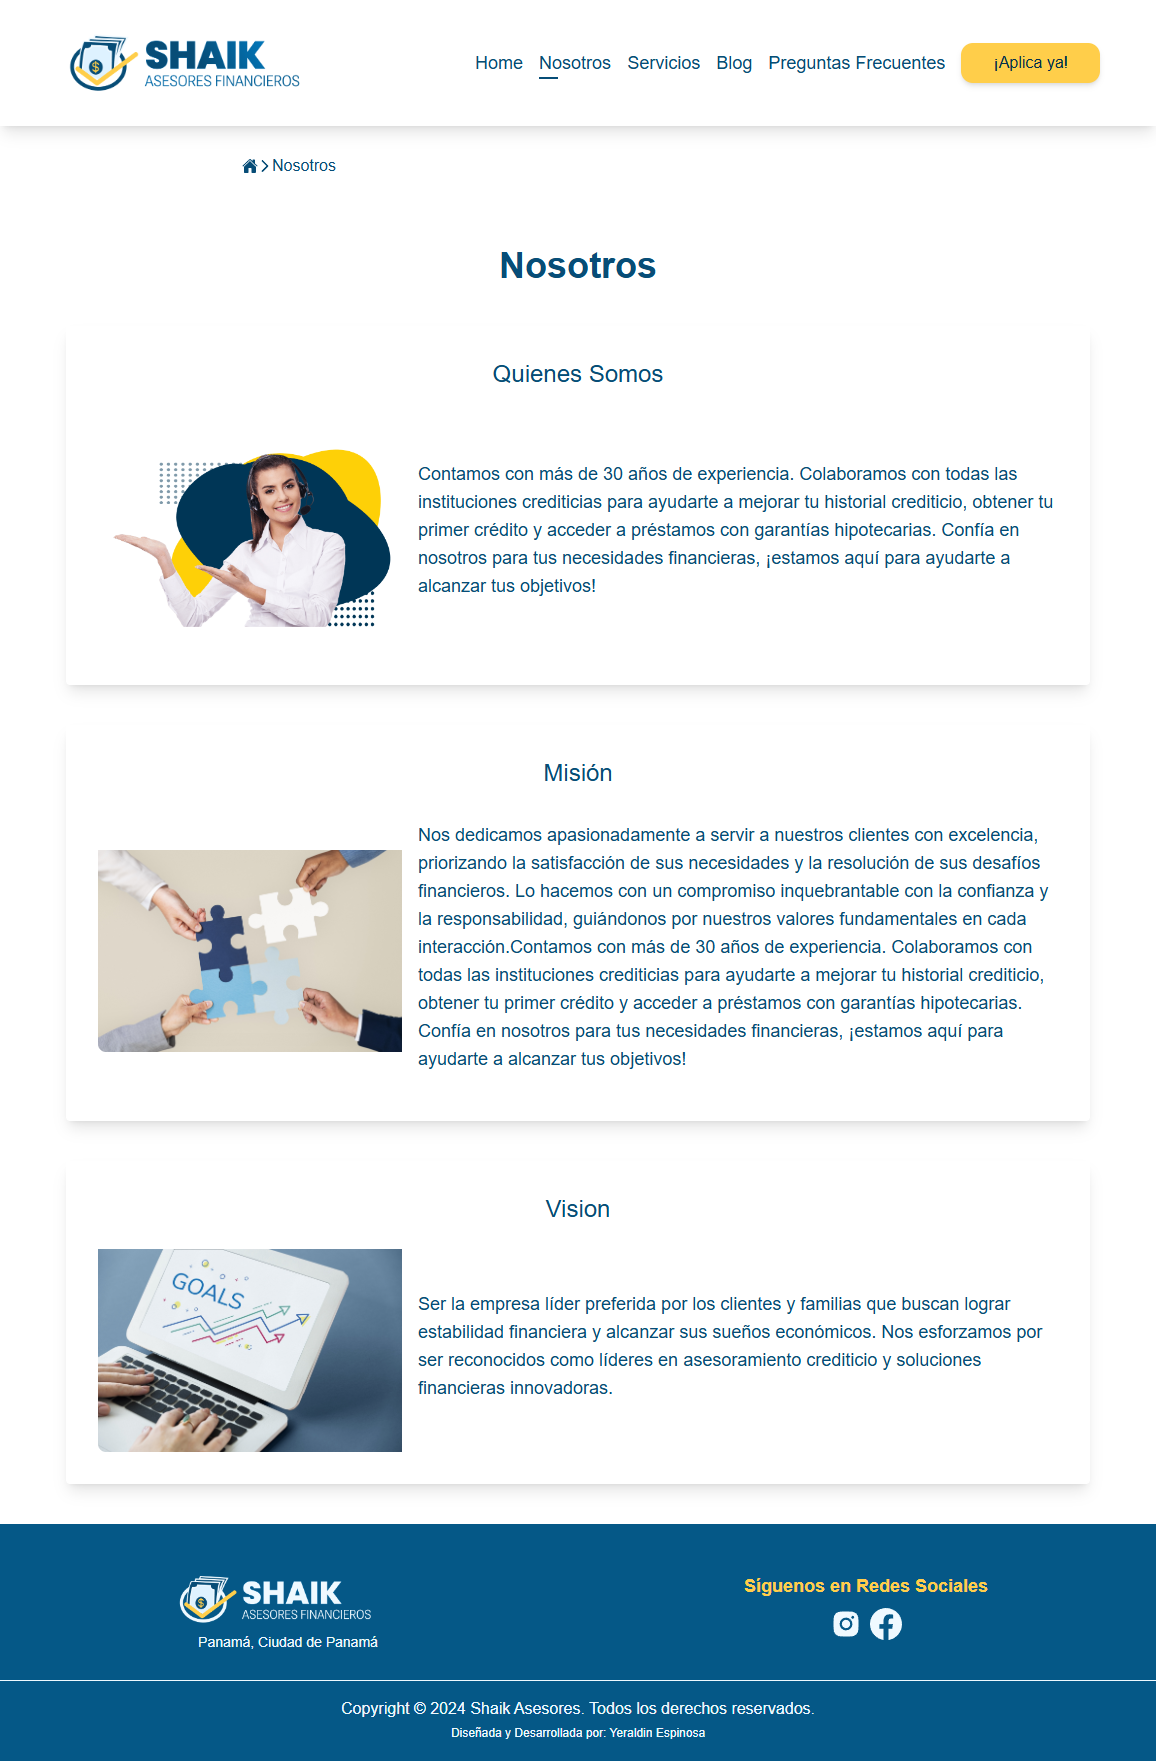 SHAIK
ASESORES FINANCIEROS
Home Nosotros Servicios Blog Preguntas Frecuentes ¡Aplica ya!
Nosotros
Nosotros
Quienes Somos
Contamos con más de 30 años de experiencia. Colaboramos con todas las
instituciones crediticias para ayudarte a mejorar tu historial crediticio, obtener tu
primer crédito y acceder a préstamos con garantías hipotecarias. Confía en
nosotros para tus necesidades financieras, ¡estamos aquí para ayudarte a
alcanzar tus objetivos!
Misión
Nos dedicamos apasionadamente a servir a nuestros clientes con excelencia,
priorizando la satisfacción de sus necesidades y la resolución de sus desafíos
financieros. Lo hacemos con un compromiso inquebrantable con la confianza y
la responsabilidad, guiándonos por nuestros valores fundamentales en cada
interacción.Contamos con más de 30 años de experiencia. Colaboramos con
todas las instituciones crediticias para ayudarte a mejorar tu historial crediticio,
obtener tu primer crédito y acceder a préstamos con garantías hipotecarias.
Confía en nosotros para tus necesidades financieras, ¡estamos aquí para
ayudarte a alcanzar tus objetivos!
Vision
GOALS
Ser la empresa líder preferida por los clientes y familias que buscan lograr
estabilidad financiera y alcanzar sus sueños económicos. Nos esforzamos por
ser reconocidos como líderes en asesoramiento crediticio y soluciones
financieras innovadoras.
SHAIK
ASESORES FINANCIEROS
Panamá, Ciudad de Panamá
Síguenos en Redes Sociales
Copyright © 2024 Shaik Asesores. Todos los derechos reservados.
Diseñada y Desarrollada por: Yeraldin Espinosa